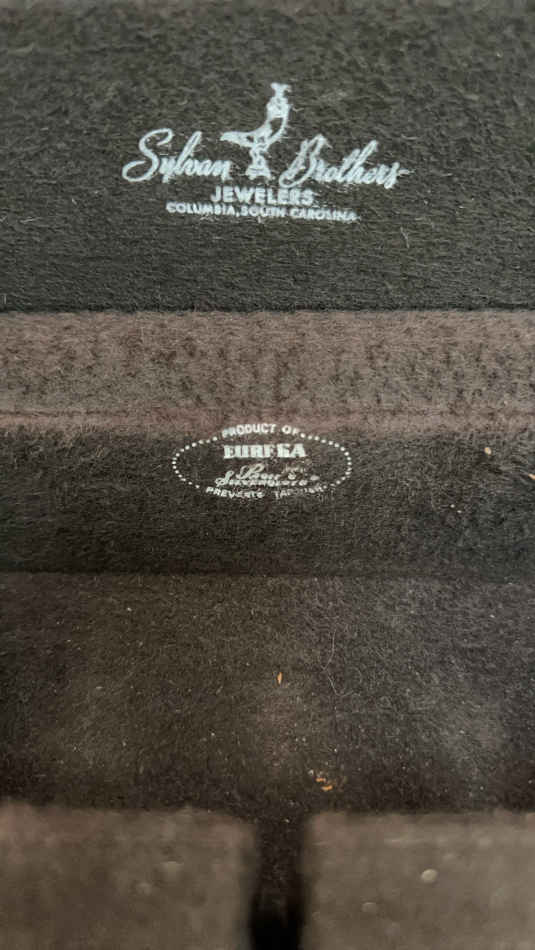 Sylvan Brothers
JEWELERS
COLUMBIA, SOUTH CAROLINA
PRODUCT OF
EUREKA
PREVENTS TARNISH